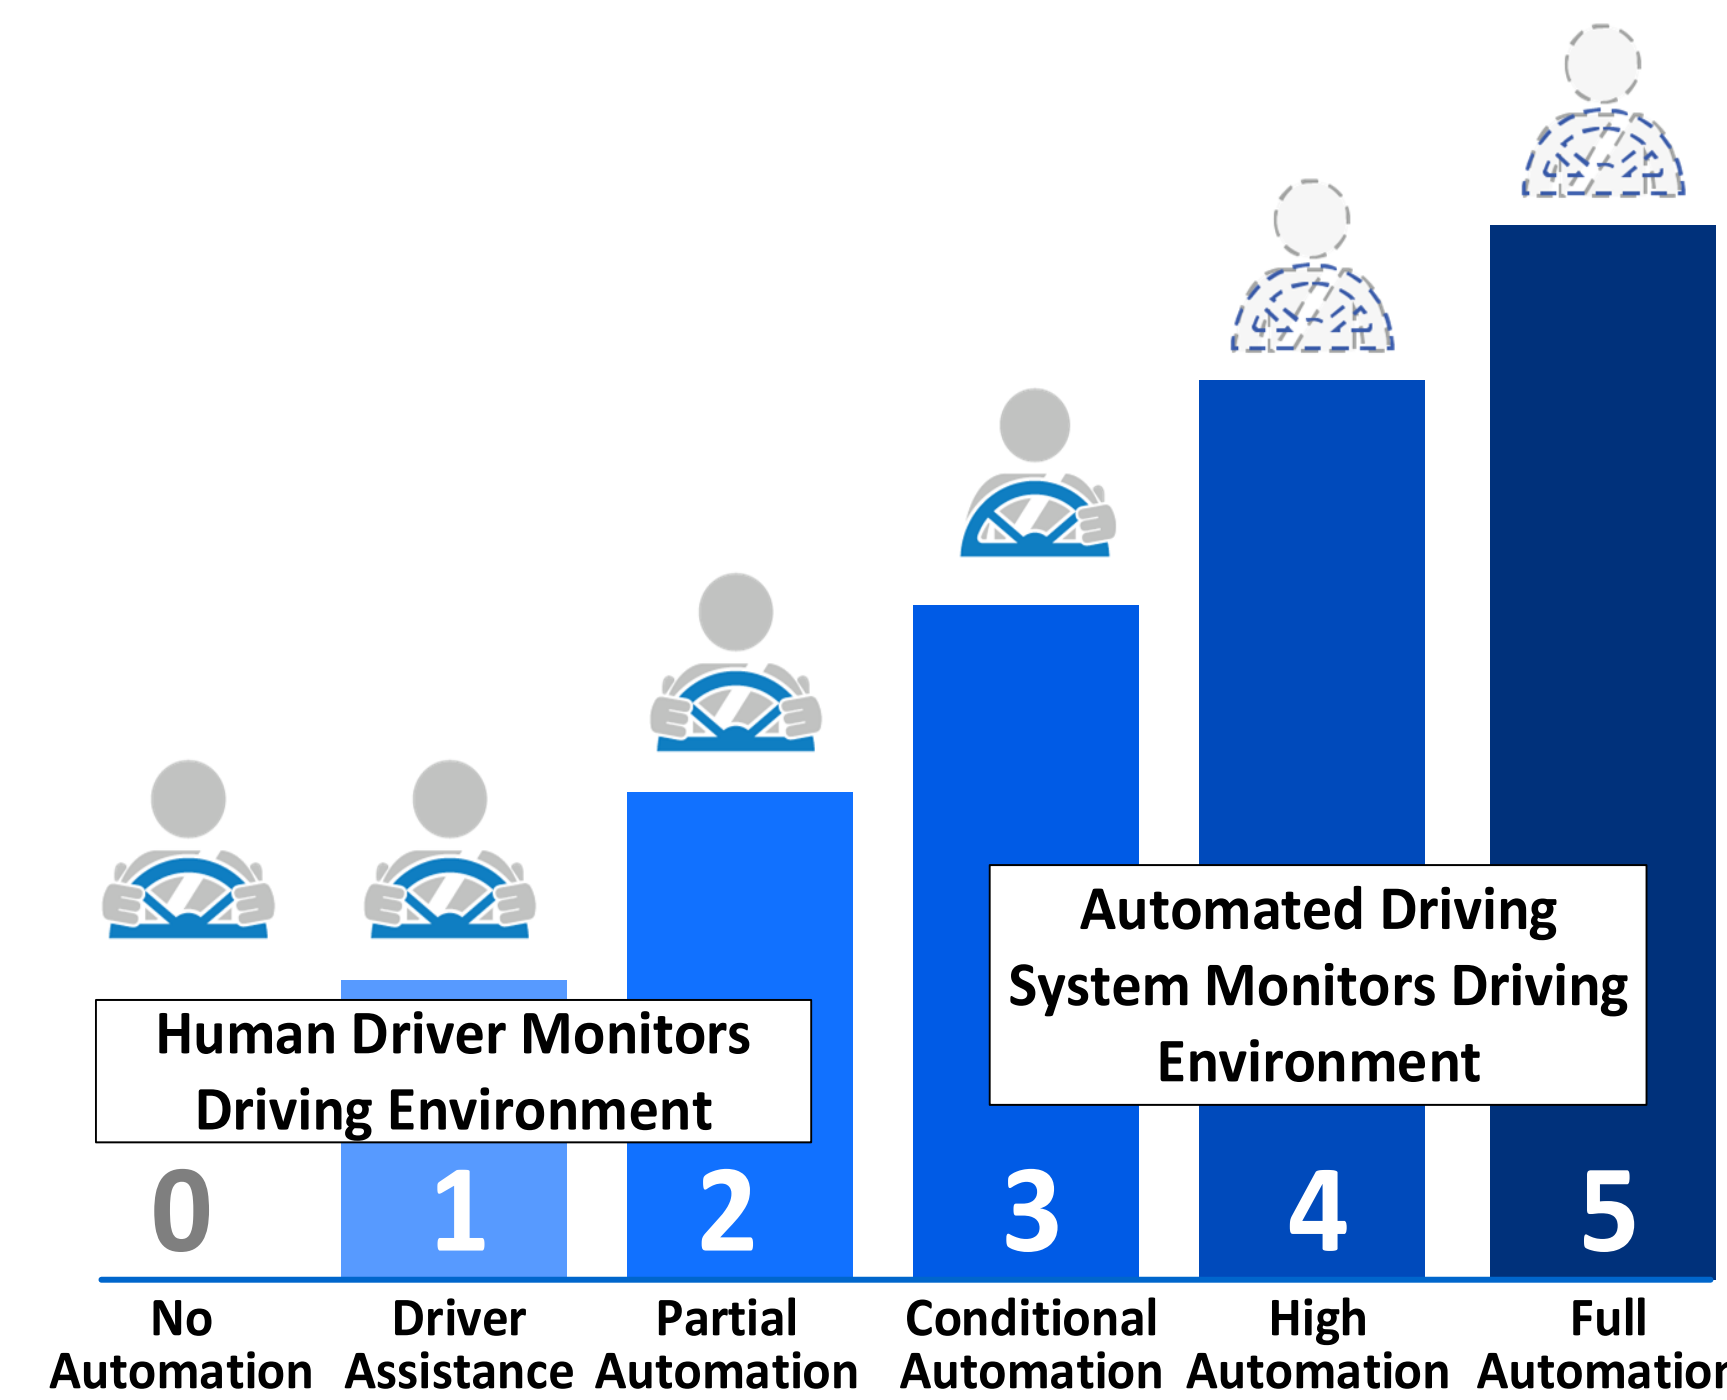 Automated Driving
System Monitors Driving
Environment
Human Driver Monitors
Driving Environment
0
1
2
3
4
5
No
Automation
Driver
Assistance
Partial
Automation
Conditional
Automation
High
Automation
Full
Automation